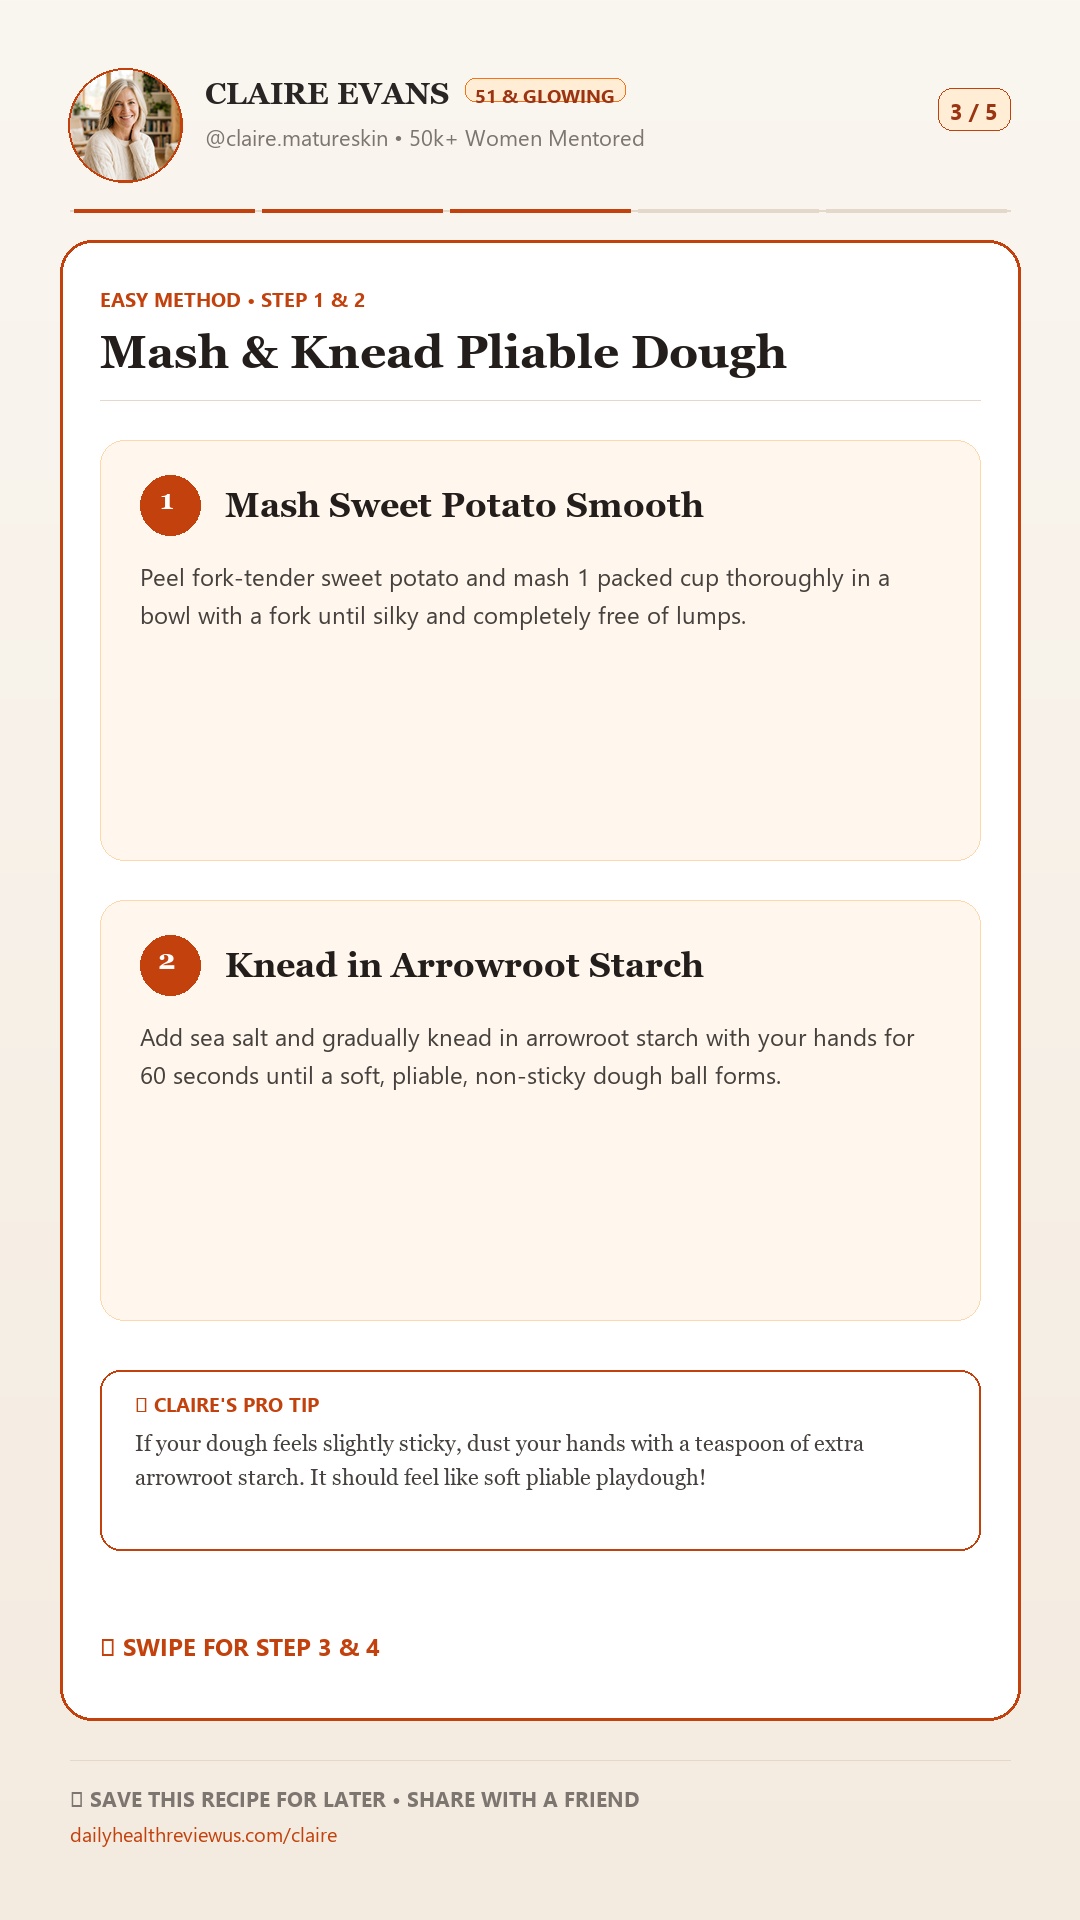 CLAIRE EVANS
51 & GLOWING
@claire.matureskin • 50k+ Women Mentored
3 / 5
EASY METHOD • STEP 1 & 2
Mash & Knead Pliable Dough
1
Mash Sweet Potato Smooth
Peel fork-tender sweet potato and mash 1 packed cup thoroughly in a
bowl with a fork until silky and completely free of lumps.
2
Knead in Arrowroot Starch
Add sea salt and gradually knead in arrowroot starch with your hands for
60 seconds until a soft, pliable, non-sticky dough ball forms.
CLAIRE'S PRO TIP
If your dough feels slightly sticky, dust your hands with a teaspoon of extra
arrowroot starch. It should feel like soft pliable playdough!
SWIPE FOR STEP 3 & 4
SAVE THIS RECIPE FOR LATER • SHARE WITH A FRIEND
dailyhealthreviewus.com/claire